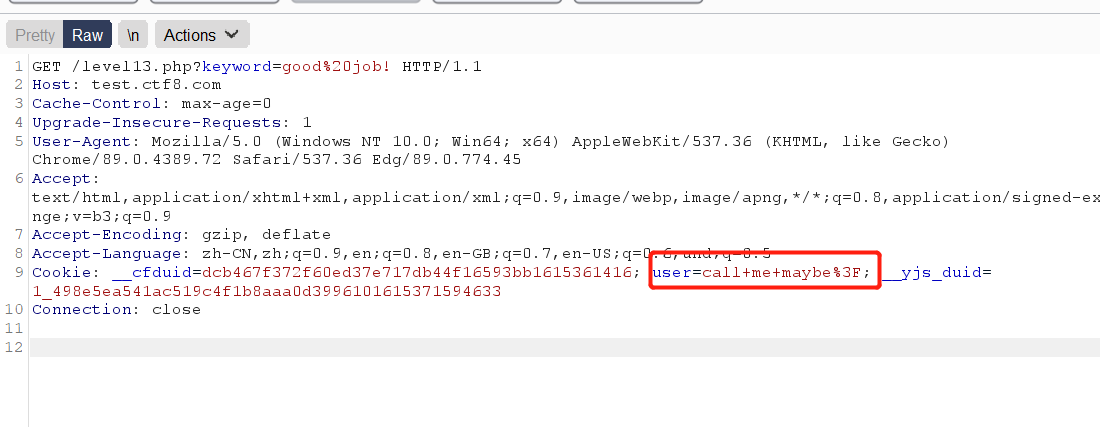 Pretty Raw \n Actions
1 GET /level13.php?keyword=good%20job! HTTP/1.1
2 Host: test.ctf8.com
3 Cache-Control: max-age=0
4 Upgrade-Insecure-Requests: 1
5 User-Agent: Mozilla/5.0 (Windows NT 10.0; Win64; x64) AppleWebKit/537.36 (KHTML, like Gecko)
Chrome/89.0.4389.72 Safari/537.36 Edg/89.0.774.45
6 Accept:
text/html,application/xhtml+xml,application/xml;q=0.9,image/webp,image/apng,*/*;q=0.8,application/signed-ex
nge;v=b3;q=0.9
7 Accept-Encoding: gzip, deflate
8 Accept-Language: zh-CN,zh;q=0.9,en;q=0.8,en-GB;q=0.7,en-US;q=0.6,und;q=0.5
9 Cookie: __cfduid=dcb467f372f60ed37e717db44f16593bb1615361416; user=call+me+maybe%3F; __yjs_duid=
1_498e5ea541ac519c4f1b8aaa0d3996101615371594633
10 Connection: close
11
12